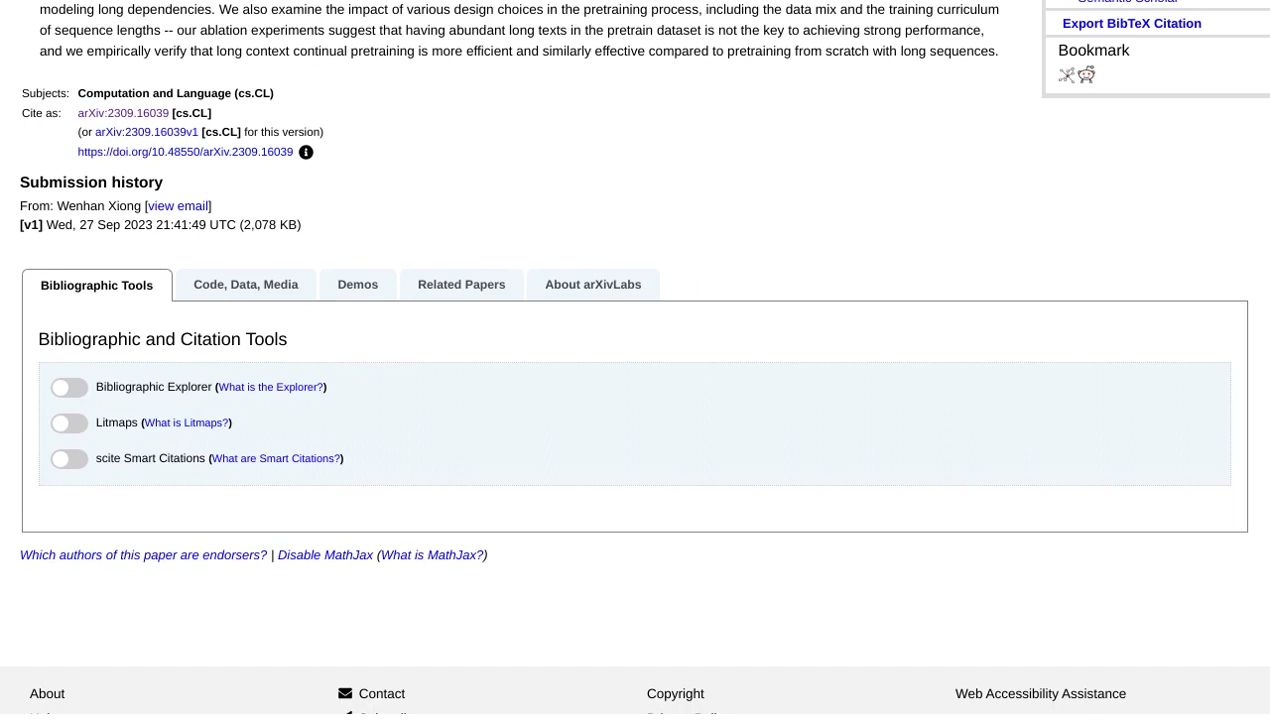 modeling long dependencies. We also examine the impact of various design choices in the pretraining process, including the data mix and the training curriculum
of sequence lengths -- our ablation experiments suggest that having abundant long texts in the pretrain dataset is not the key to achieving strong performance,
and we empirically verify that long context continual pretraining is more efficient and similarly effective compared to pretraining from scratch with long sequences.
Semantic Scholar
Export BibTeX Citation
Bookmark
Subjects: Computation and Language (cs.CL)
Cite as: arXiv:2309.16039 [cs.CL]
(or arXiv:2309.16039v1 [cs.CL] for this version)
https://doi.org/10.48550/arXiv.2309.16039
Submission history
From: Wenhan Xiong [view email]
[v1] Wed, 27 Sep 2023 21:41:49 UTC (2,078 KB)
Bibliographic Tools Code, Data, Media Demos Related Papers About arXivLabs
Bibliographic and Citation Tools
Bibliographic Explorer (What is the Explorer?)
Litmaps (What is Litmaps?)
scite Smart Citations (What are Smart Citations?)
Which authors of this paper are endorsers? | Disable MathJax (What is MathJax?)
About Contact Copyright Web Accessibility Assistance